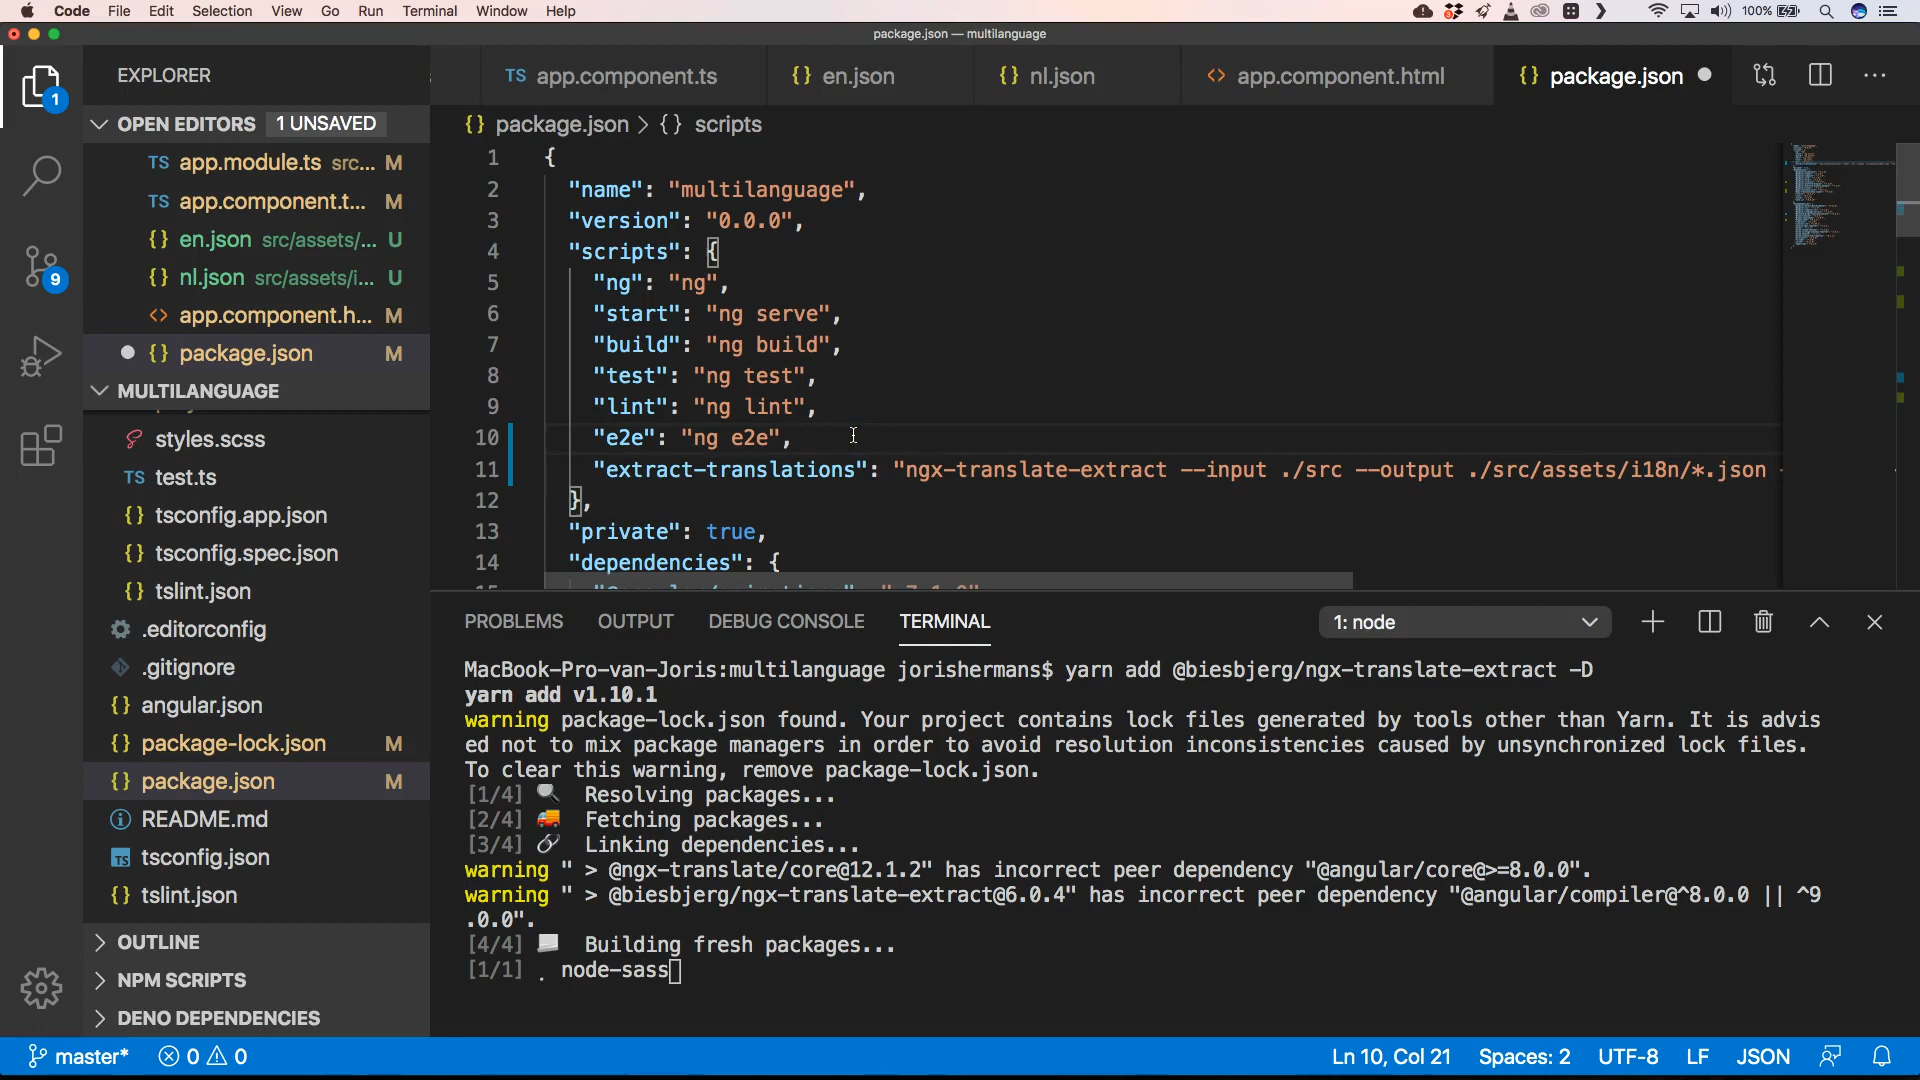 Code File Edit Selection View Go Run Terminal Window Help 100%
package.json — multilanguage
EXPLORER
1
OPEN EDITORS 1 UNSAVED
TS app.module.ts src... M
TS app.component.t... M
{} en.json src/assets/... U
{} nl.json src/assets/i... U
<> app.component.h... M
{} package.json M
9
MULTILANGUAGE
styles.scss
TS test.ts
{} tsconfig.app.json
{} tsconfig.spec.json
{} tslint.json
.editorconfig
.gitignore
{} angular.json
{} package-lock.json M
{} package.json M
README.md
TS tsconfig.json
{} tslint.json
OUTLINE
NPM SCRIPTS
DENO DEPENDENCIES
TS app.component.ts {} en.json {} nl.json <> app.component.html {} package.json
{} package.json > {} scripts
1 {
2 "name": "multilanguage",
3 "version": "0.0.0",
4 "scripts": {
5 "ng": "ng",
6 "start": "ng serve",
7 "build": "ng build",
8 "test": "ng test",
9 "lint": "ng lint",
10 "e2e": "ng e2e",
11 "extract-translations": "ngx-translate-extract --input ./src --output ./src/assets/i18n/*.json
12 },
13 "private": true,
14 "dependencies": {
PROBLEMS OUTPUT DEBUG CONSOLE TERMINAL 1: node
MacBook-Pro-van-Joris:multilanguage jorishermans$ yarn add @biesbjerg/ngx-translate-extract -D
yarn add v1.10.1
warning package-lock.json found. Your project contains lock files generated by tools other than Yarn. It is advis
ed not to mix package managers in order to avoid resolution inconsistencies caused by unsynchronized lock files.
To clear this warning, remove package-lock.json.
[1/4] 🔍 Resolving packages...
[2/4] 🚚 Fetching packages...
[3/4] 🔗 Linking dependencies...
warning " > @ngx-translate/core@12.1.2" has incorrect peer dependency "@angular/core@>=8.0.0".
warning " > @biesbjerg/ngx-translate-extract@6.0.4" has incorrect peer dependency "@angular/compiler@^8.0.0 || ^9
.0.0".
[4/4] 📃 Building fresh packages...
[1/1] . node-sass
master* 0 0 Ln 10, Col 21 Spaces: 2 UTF-8 LF JSON